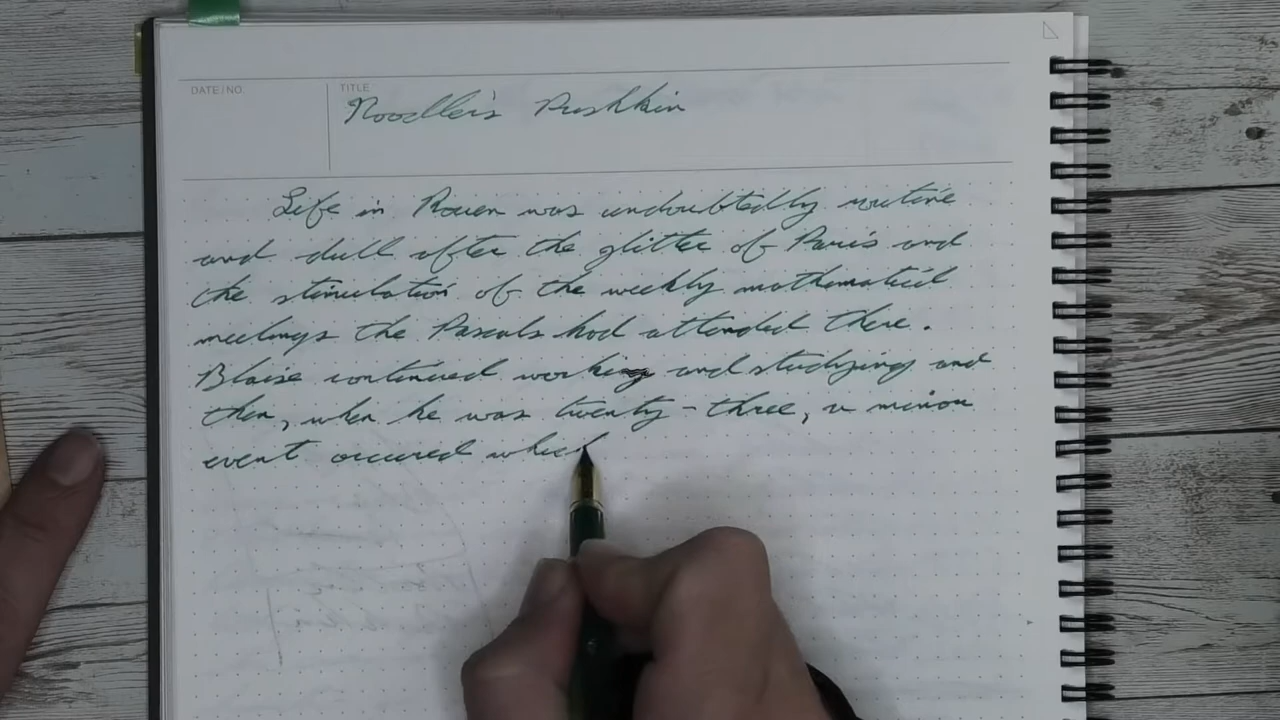 DATE/NO.
TITLE
Noodler's Pushkin
Life in Rouen was undoubtedly routine
and dull after the glitter of Paris and
the stimulation of the weekly mathematical
meetings the Pascals had attended there.
Blaise continued working and studying and
then, when he was twenty-three, a minor
event occured which